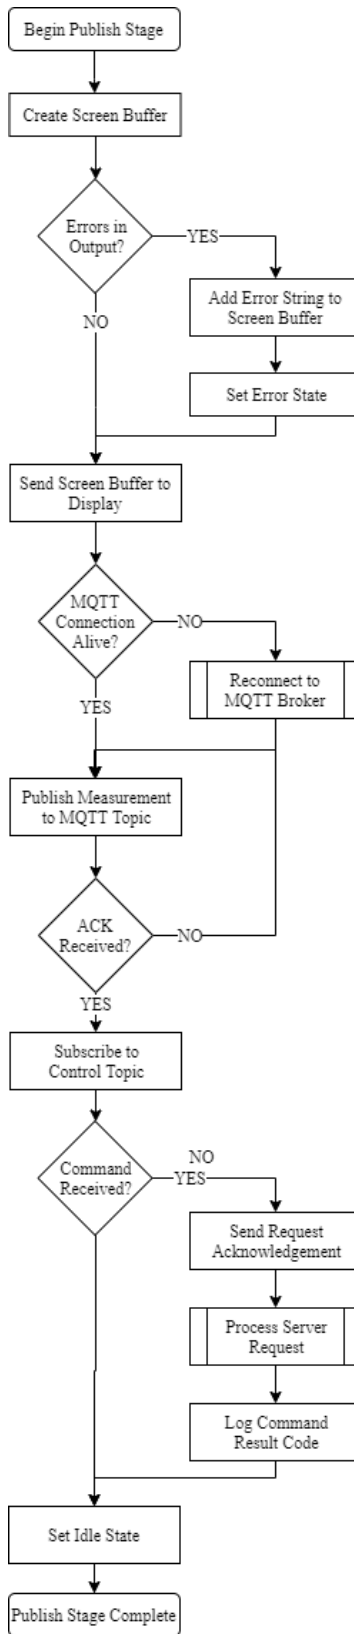 Begin Publish Stage
Create Screen Buffer
Errors in
Output?
YES
Add Error String to
Screen Buffer
NO
Set Error State
Send Screen Buffer to
Display
MQTT
Connection
Alive?
NO
Reconnect to
MQTT Broker
YES
Publish Measurement
to MQTT Topic
ACK
Received?
NO
YES
Subscribe to
Control Topic
Command
Received?
NO
YES
Send Request
Acknowledgement
Process Server
Request
Log Command
Result Code
Set Idle State
Publish Stage Complete